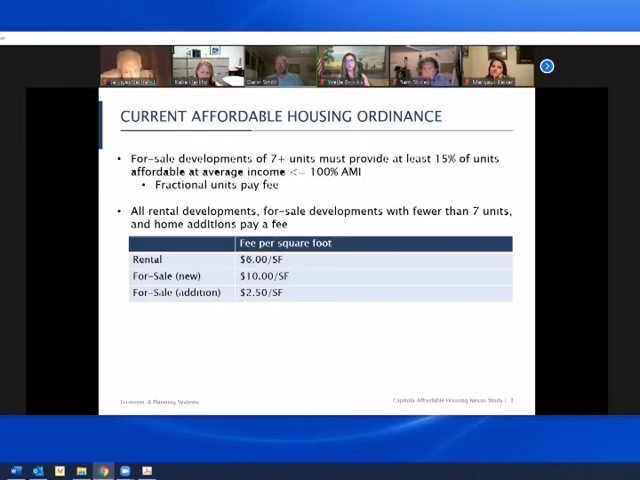 CURRENT AFFORDABLE HOUSING ORDINANCE
• For-sale developments of 7+ units must provide at least 15% of units
affordable at average income <= 100% AMI
• Fractional units pay fee
• All rental developments, for-sale developments with fewer than 7 units,
and home additions pay a fee
Fee per square foot
Rental $6.00/SF
For-Sale (new) $10.00/SF
For-Sale (addition) $2.50/SF
& Planning Systems
Capitola Affordable Housing Nexus Study | 2